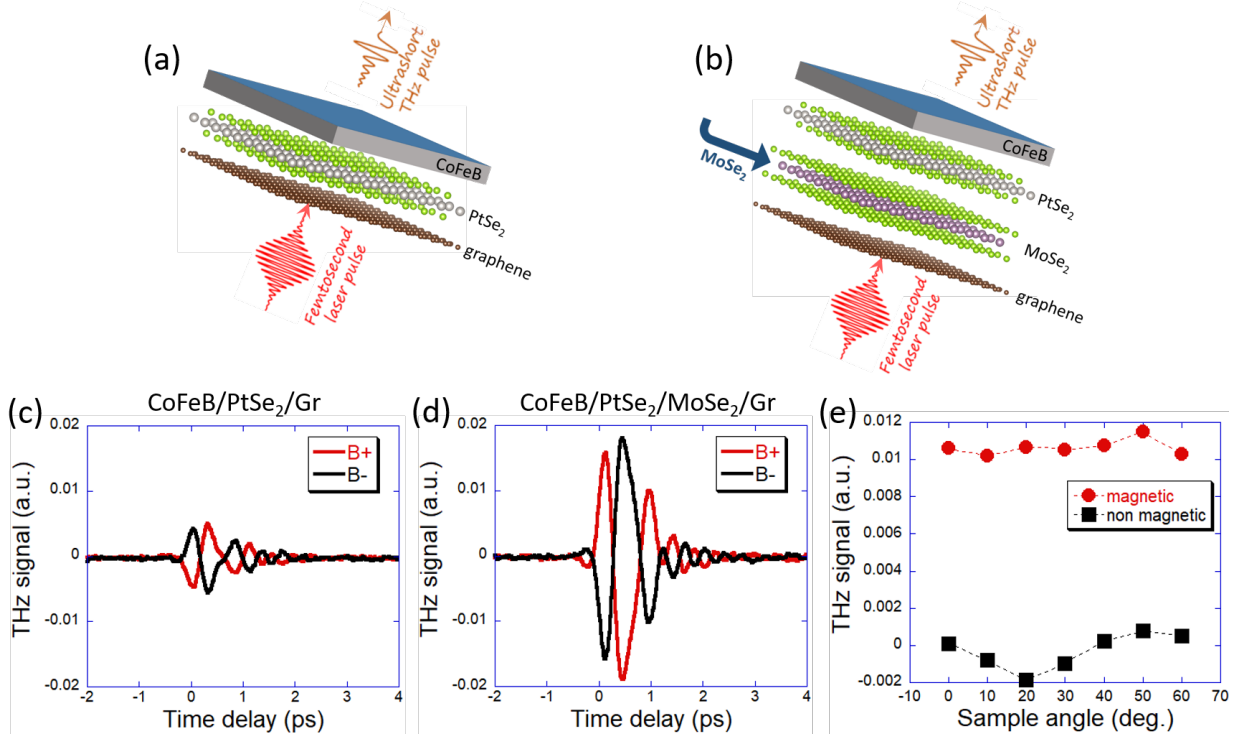 (a)
Ultrashort
THz pulse
CoFeB
PtSe2
graphene
Femtosecond
laser pulse
(b)
Ultrashort
THz pulse
CoFeB
MoSe2
PtSe2
MoSe2
graphene
Femtosecond
laser pulse
(c)
CoFeB/PtSe2/Gr
0.02
0.01
0
-0.01
-0.02
THz signal (a.u.)
B+
B-
-2 -1 0 1 2 3 4
Time delay (ps)
(d)
CoFeB/PtSe2/MoSe2/Gr
0.02
0.01
0
-0.01
-0.02
THz signal (a.u.)
B+
B-
-2 -1 0 1 2 3 4
Time delay (ps)
(e)
0.012
0.01
0.008
0.006
0.004
0.002
0
-0.002
THz signal (a.u.)
magnetic
non magnetic
-10 0 10 20 30 40 50 60 70
Sample angle (deg.)